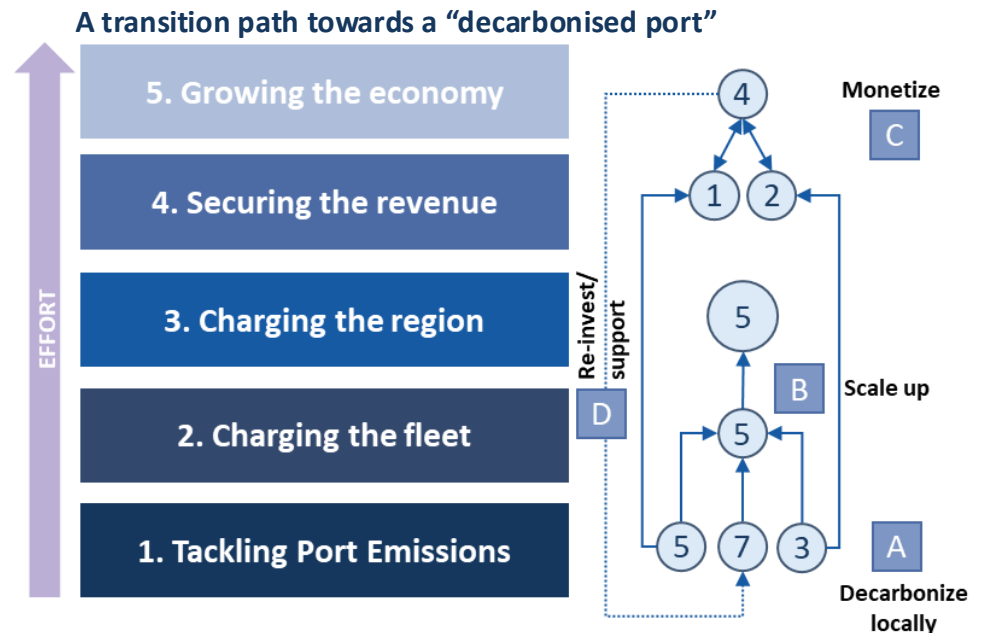 A transition path towards a “decarbonised port”
EFFORT
5. Growing the economy
4. Securing the revenue
3. Charging the region
2. Charging the fleet
1. Tackling Port Emissions
4
Monetize
C
1
2
5
Re-invest/
support
D
B
Scale up
5
5
7
3
A
Decarbonize
locally